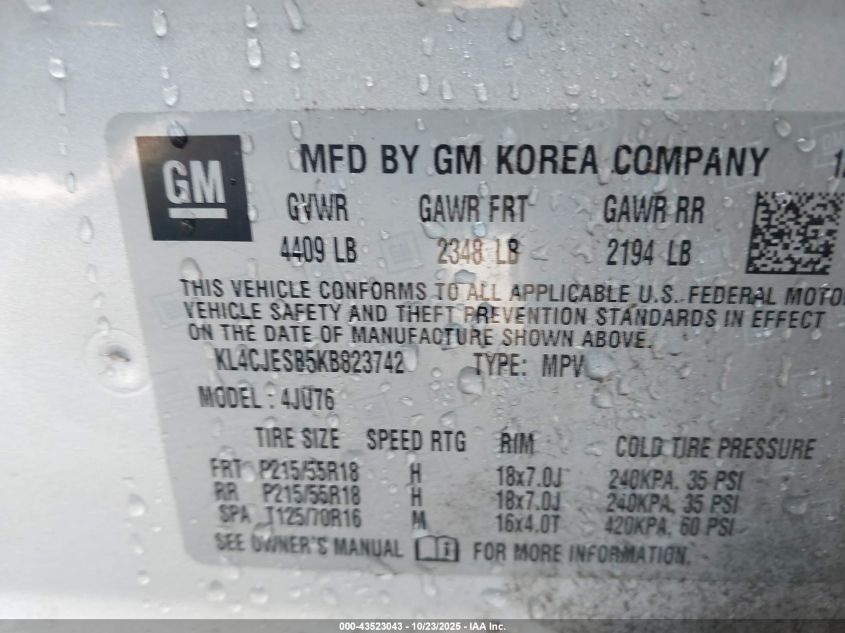 GM
MFD BY GM KOREA COMPANY
GVWR GAWR FRT GAWR RR
4409 LB 2348 LB 2194 LB
THIS VEHICLE CONFORMS TO ALL APPLICABLE U.S. FEDERAL MOTO
VEHICLE SAFETY AND THEFT PREVENTION STANDARDS IN EFFECT
ON THE DATE OF MANUFACTURE SHOWN ABOVE.
KL4CJESB5KB823742 TYPE: MPV
MODEL: 4JU76
TIRE SIZE SPEED RTG RIM COLD TIRE PRESSURE
FRT P215/55R18 H 18x7.0J 240KPA, 35 PSI
RR P215/55R18 H 18x7.0J 240KPA, 35 PSI
SPA T125/70R16 M 16x4.0T 420KPA, 60 PSI
SEE OWNER'S MANUAL FOR MORE INFORMATION.
000-43523043 - 10/23/2025 - IAA Inc.